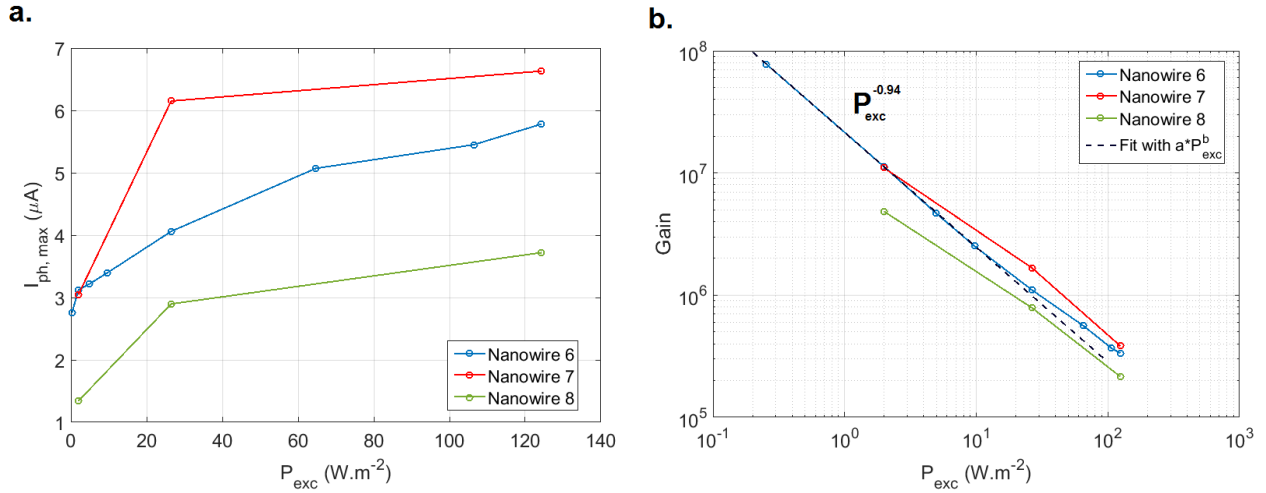 a.
7
6
5
4
3
2
1
I_ph, max (μA)
0 20 40 60 80 100 120 140
P_exc (W.m^-2)
Nanowire 6
Nanowire 7
Nanowire 8
b.
10^8
10^7
10^6
10^5
Gain
10^-1 10^0 10^1 10^2 10^3
P_exc (W.m^-2)
P_exc^-0.94
Nanowire 6
Nanowire 7
Nanowire 8
Fit with a*P_exc^b